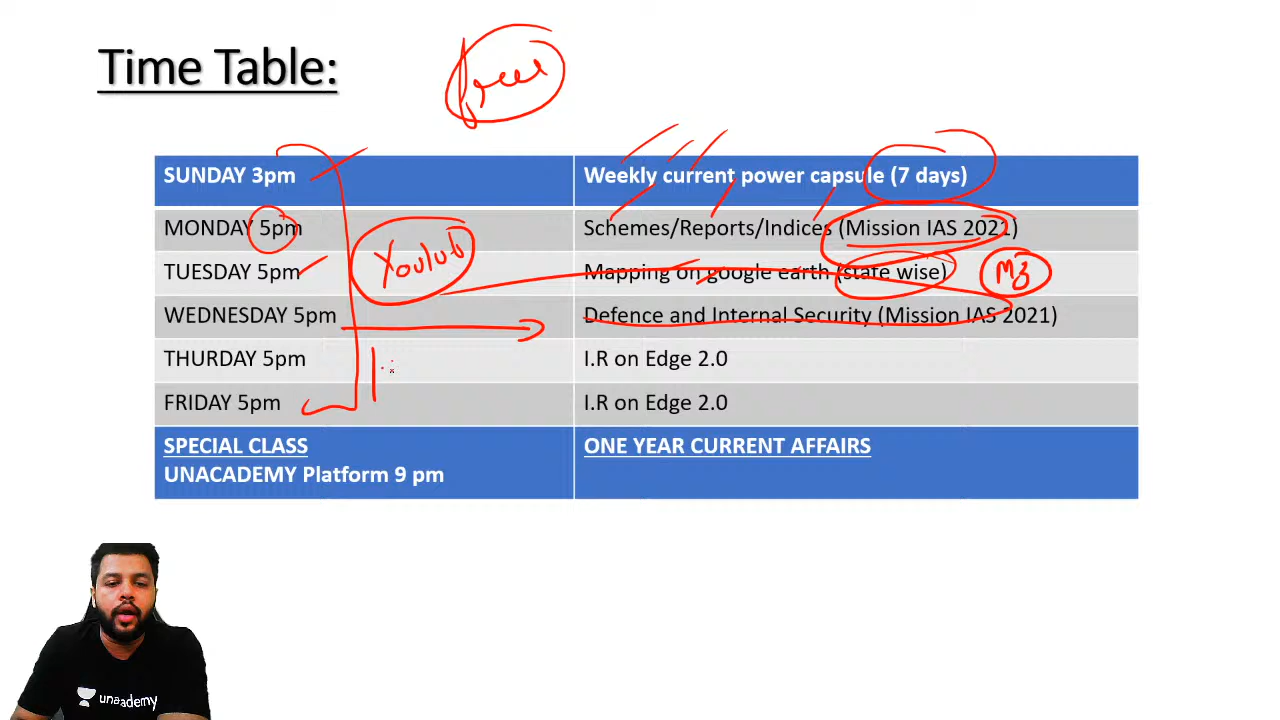 Time Table:
free
SUNDAY 3pm Weekly current power capsule (7 days)
MONDAY 5pm Schemes/Reports/Indices (Mission IAS 2021)
Youtub
TUESDAY 5pm Mapping on google earth (state wise)
WEDNESDAY 5pm Defence and Internal Security (Mission IAS 2021)
THURDAY 5pm I.R on Edge 2.0
FRIDAY 5pm I.R on Edge 2.0
SPECIAL CLASS ONE YEAR CURRENT AFFAIRS
UNACADEMY Platform 9 pm
unacademy